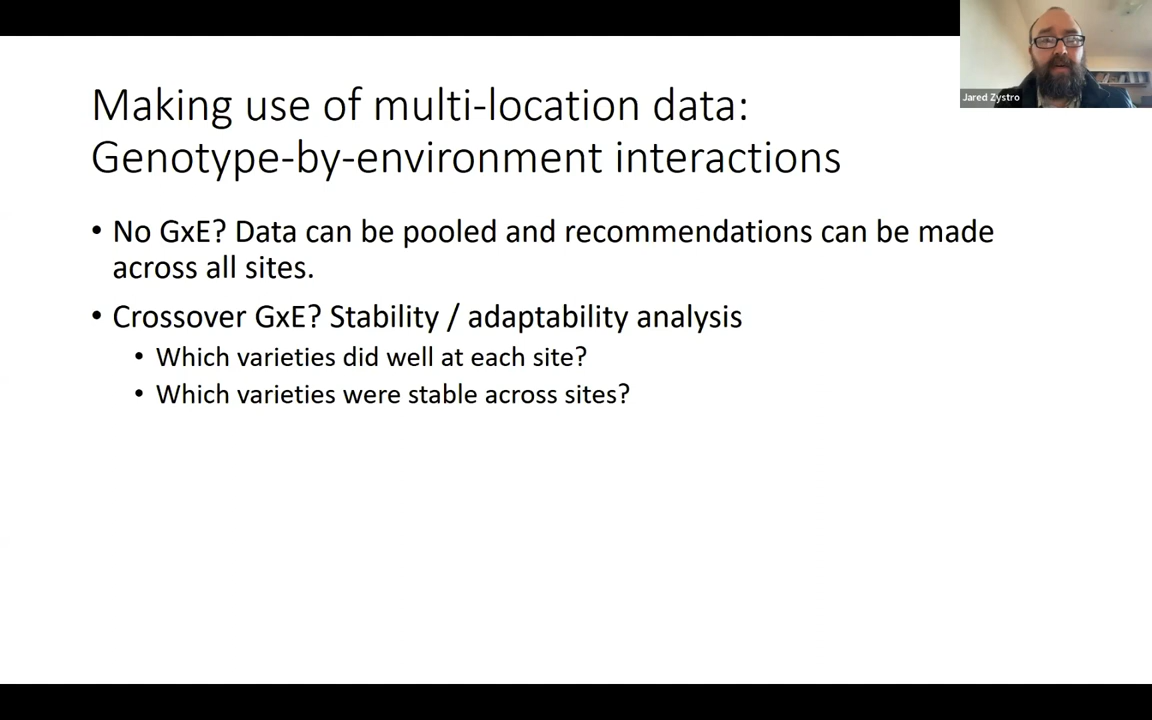 Making use of multi-location data:
Genotype-by-environment interactions
• No GxE? Data can be pooled and recommendations can be made
across all sites.
• Crossover GxE? Stability / adaptability analysis
• Which varieties did well at each site?
• Which varieties were stable across sites?
Jared Zystro